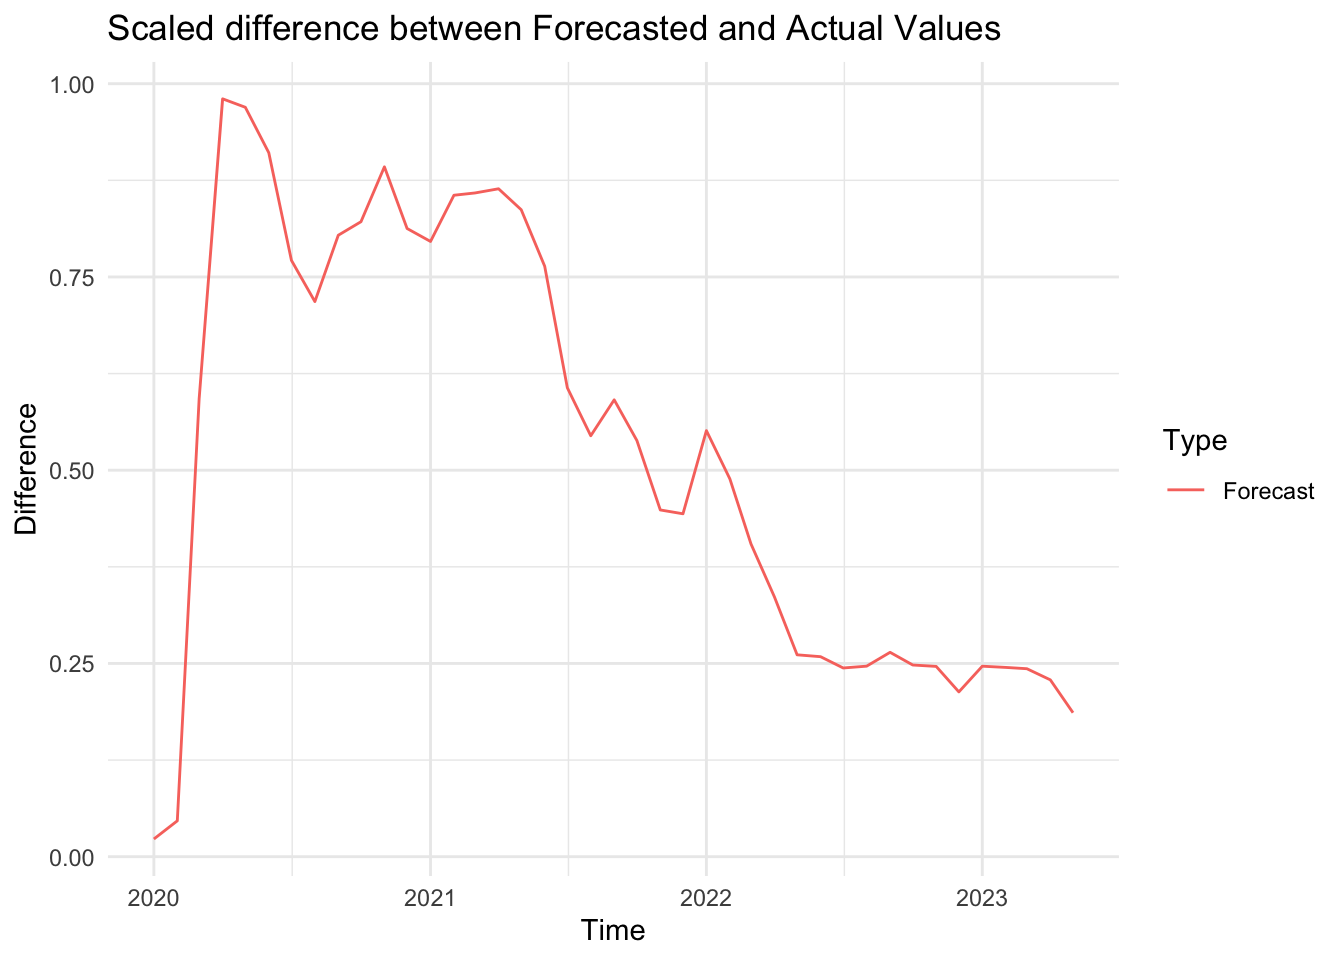 Scaled difference between Forecasted and Actual Values
1.00
0.75
0.50
0.25
0.00
Difference
2020
2021
2022
2023
Time
Type
Forecast